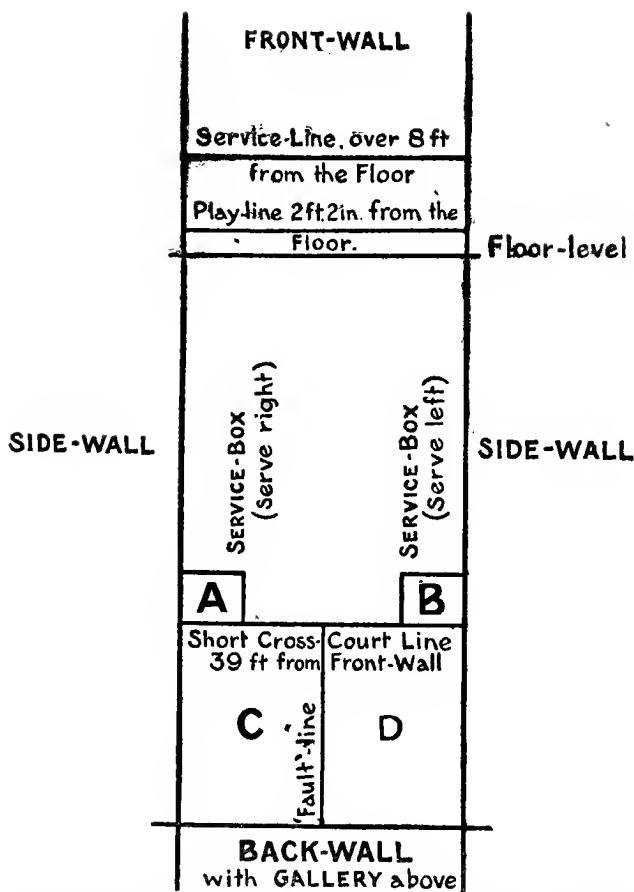 FRONT-WALL
Service-Line, over 8 ft
from the Floor
Play-line 2ft.2in. from the
Floor.
Floor-level
SIDE-WALL
SERVICE-BOX
(Serve right)
SERVICE-BOX
(Serve left)
SIDE-WALL
A
B
Short Cross-Court Line
39 ft from Front-Wall
C
'Fault'-line
D
BACK-WALL
with GALLERY above